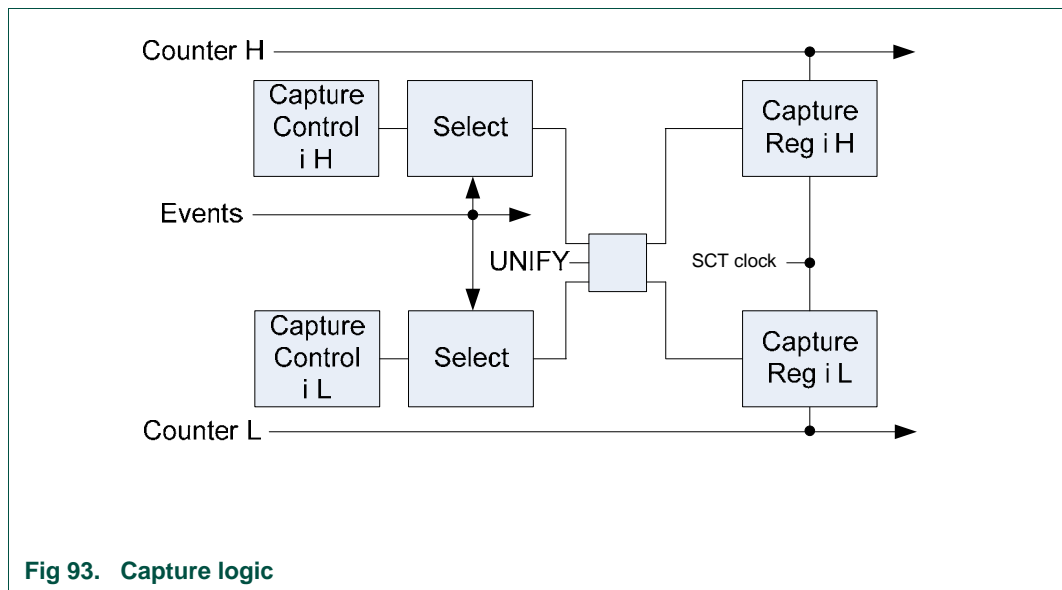 Counter H
Capture
Control
i H
Select
Capture
Reg i H
Events
UNIFY
SCT clock
Capture
Control
i L
Select
Capture
Reg i L
Counter L
Fig 93. Capture logic